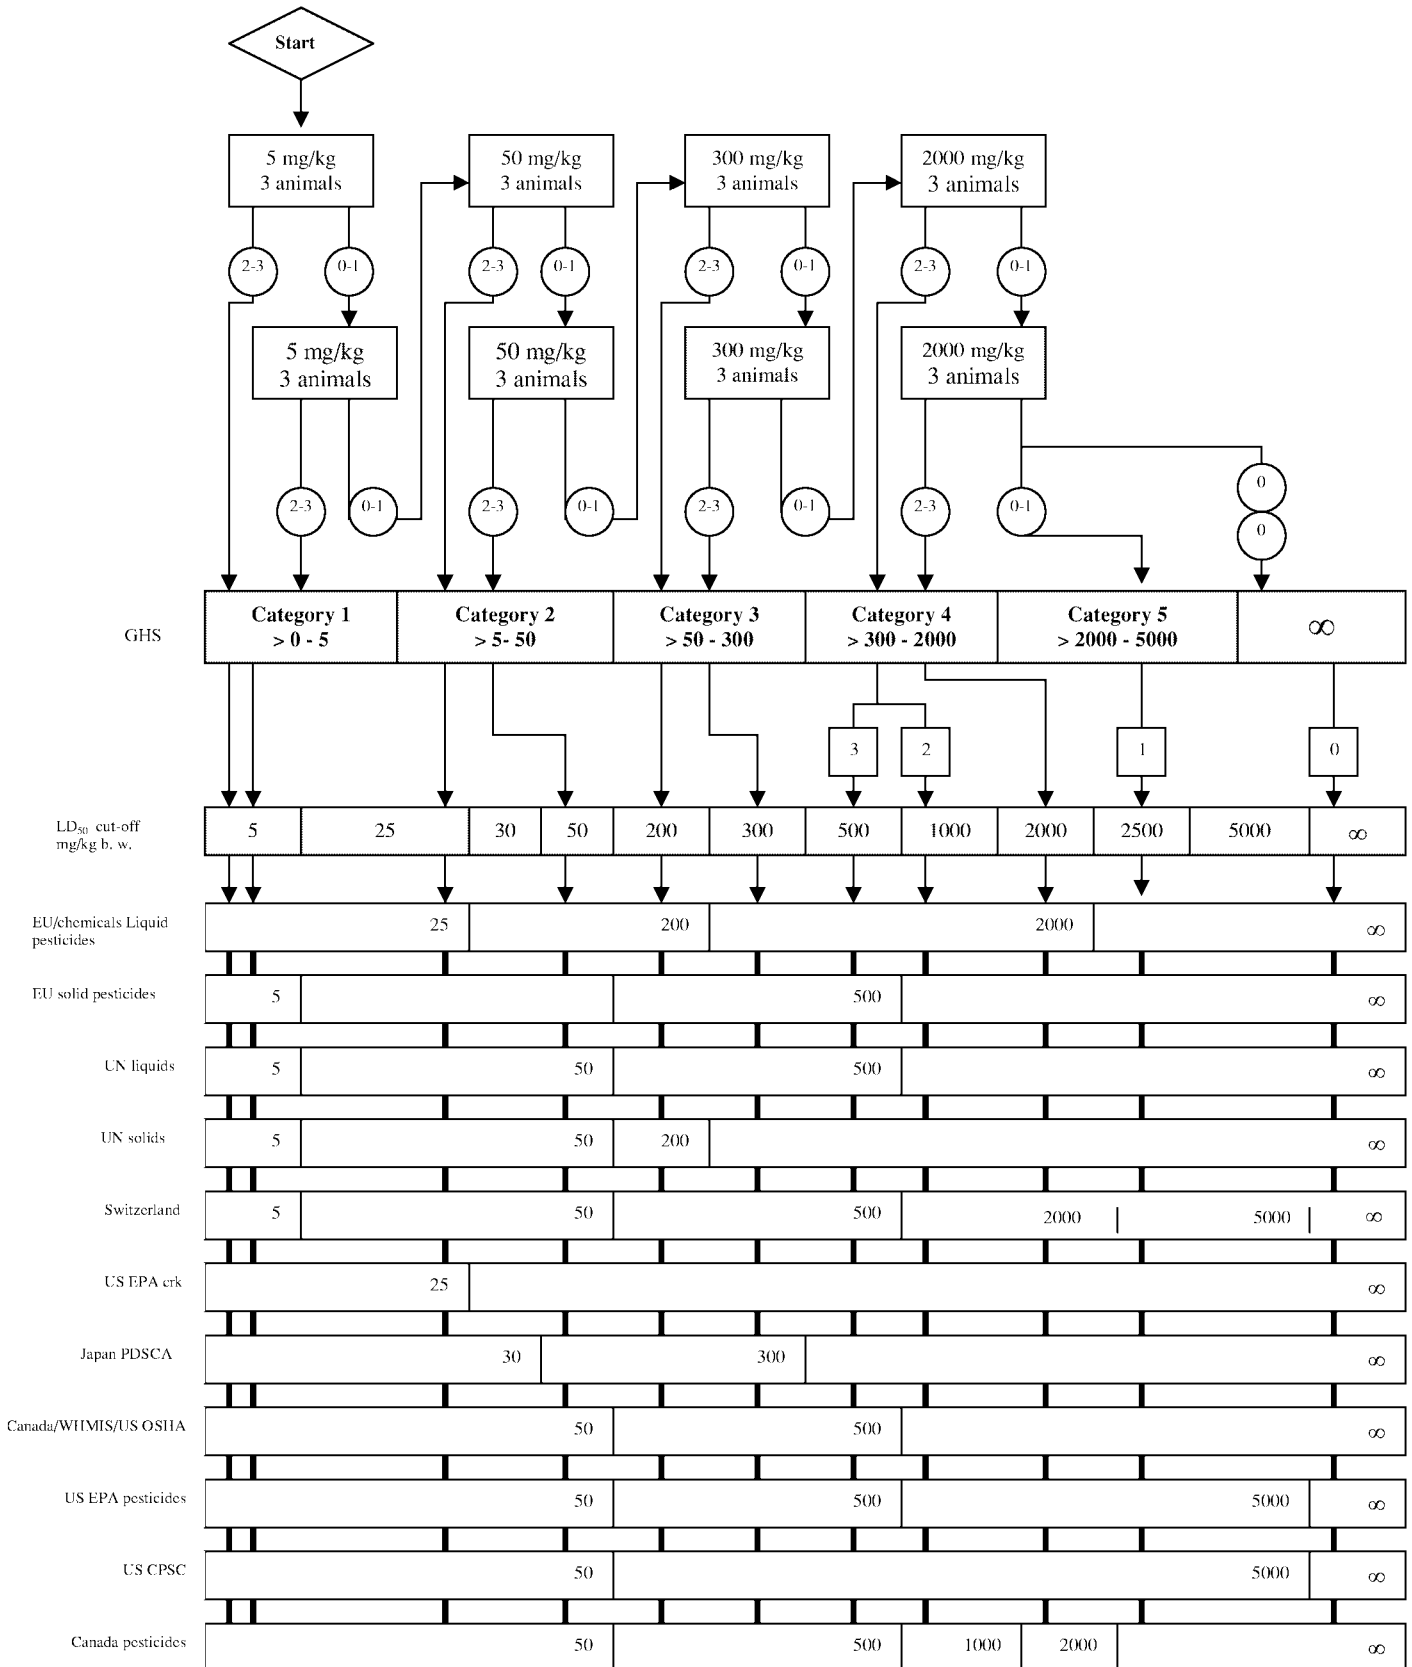 Start
5 mg/kg
3 animals
50 mg/kg
3 animals
300 mg/kg
3 animals
2000 mg/kg
3 animals
2-3
0-1
2-3
0-1
2-3
0-1
2-3
0-1
5 mg/kg
3 animals
50 mg/kg
3 animals
300 mg/kg
3 animals
2000 mg/kg
3 animals
2-3
0-1
2-3
0-1
2-3
0-1
2-3
0-1
0
0
GHS
Category 1
> 0 - 5
Category 2
> 5- 50
Category 3
> 50 - 300
Category 4
> 300 - 2000
Category 5
> 2000 - 5000
∞
3
2
1
0
LD₅₀ cut-off
mg/kg b. w.
5
25
30
50
200
300
500
1000
2000
2500
5000
∞
EU/chemicals Liquid
pesticides
25
200
2000
∞
EU solid pesticides
5
500
∞
UN liquids
5
50
500
∞
UN solids
5
50
200
∞
Switzerland
5
50
500
2000
5000
∞
US EPA crk
25
∞
Japan PDSCA
30
300
∞
Canada/WHMIS/US OSHA
50
500
∞
US EPA pesticides
50
500
5000
∞
US CPSC
50
5000
∞
Canada pesticides
50
500
1000
2000
∞